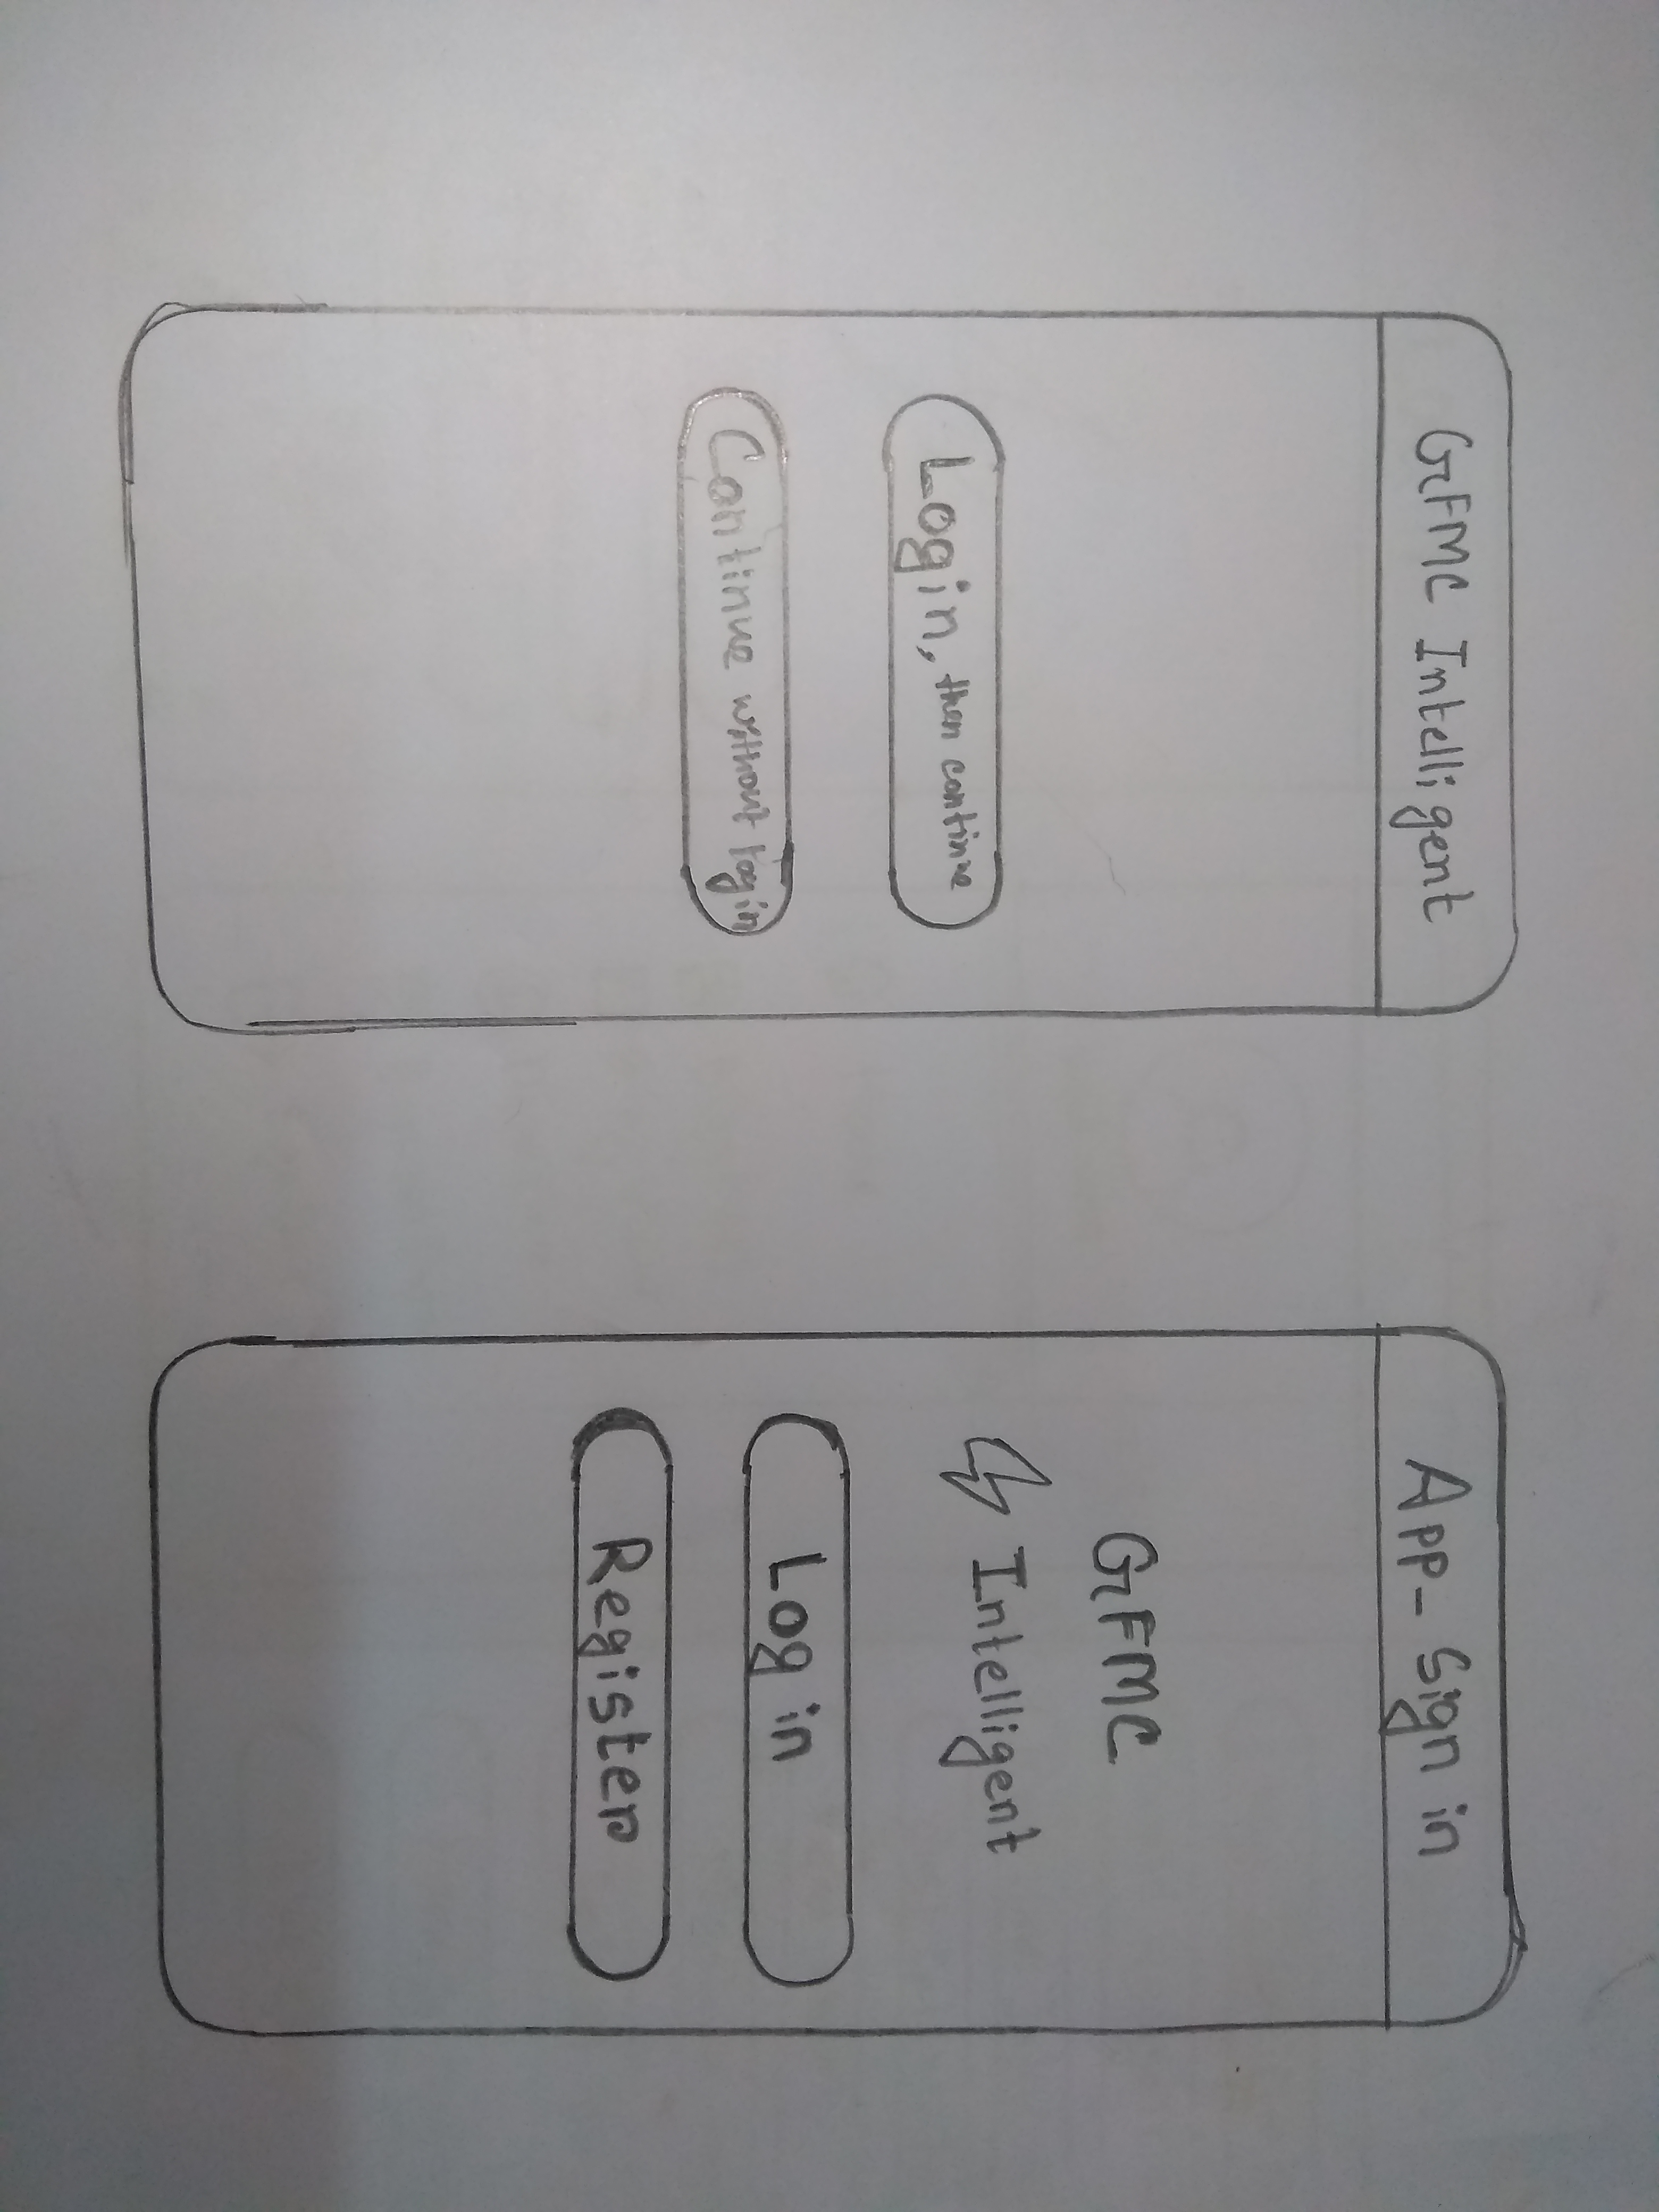 GFMC Intelligent
Login, then continue
Continue without login
App- Sign in
GFMC
Intelligent
Log in
Register